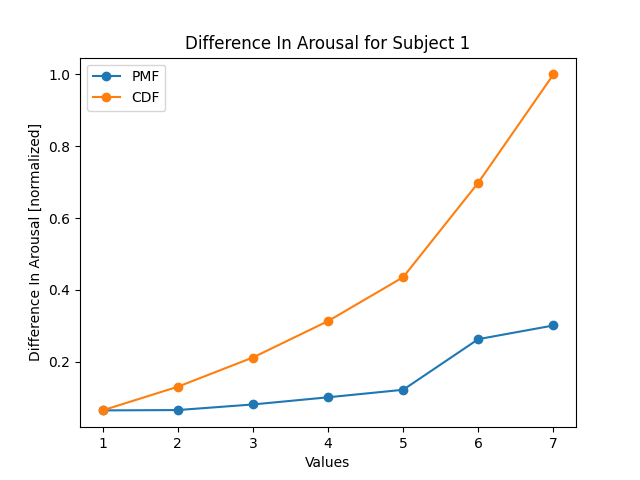 Difference In Arousal for Subject 1
PMF
CDF
Difference In Arousal [normalized]
1.0
0.8
0.6
0.4
0.2
1 2 3 4 5 6 7
Values